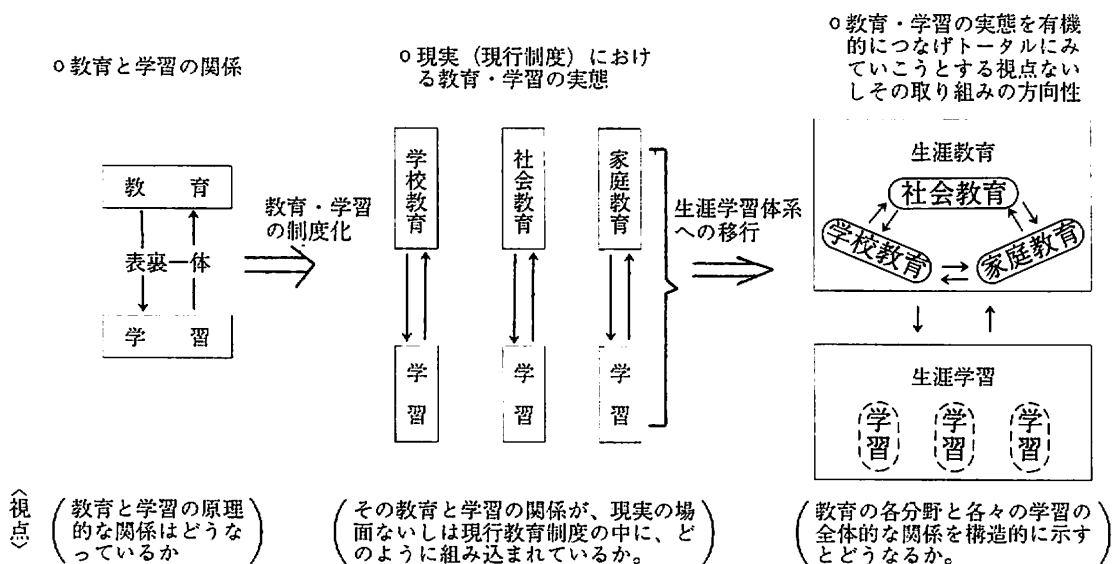 ○教育と学習の関係
教　育
表裏一体
学　習
教育・学習
の制度化
○現実（現行制度）におけ
る教育・学習の実態
学校教育
社会教育
家庭教育
学習
学習
学習
生涯学習体系
への移行
○教育・学習の実態を有機
的につなげトータルにみ
ていこうとする視点ない
しその取り組みの方向性
生涯教育
社会教育
学校教育
家庭教育
生涯学習
学習
学習
学習
〈視点〉
教育と学習の原理
的な関係はどうな
っているか
その教育と学習の関係が、現実の場
面ないしは現行教育制度の中に、ど
のように組み込まれているか。
教育の各分野と各々の学習の
全体的な関係を構造的に示す
とどうなるか。